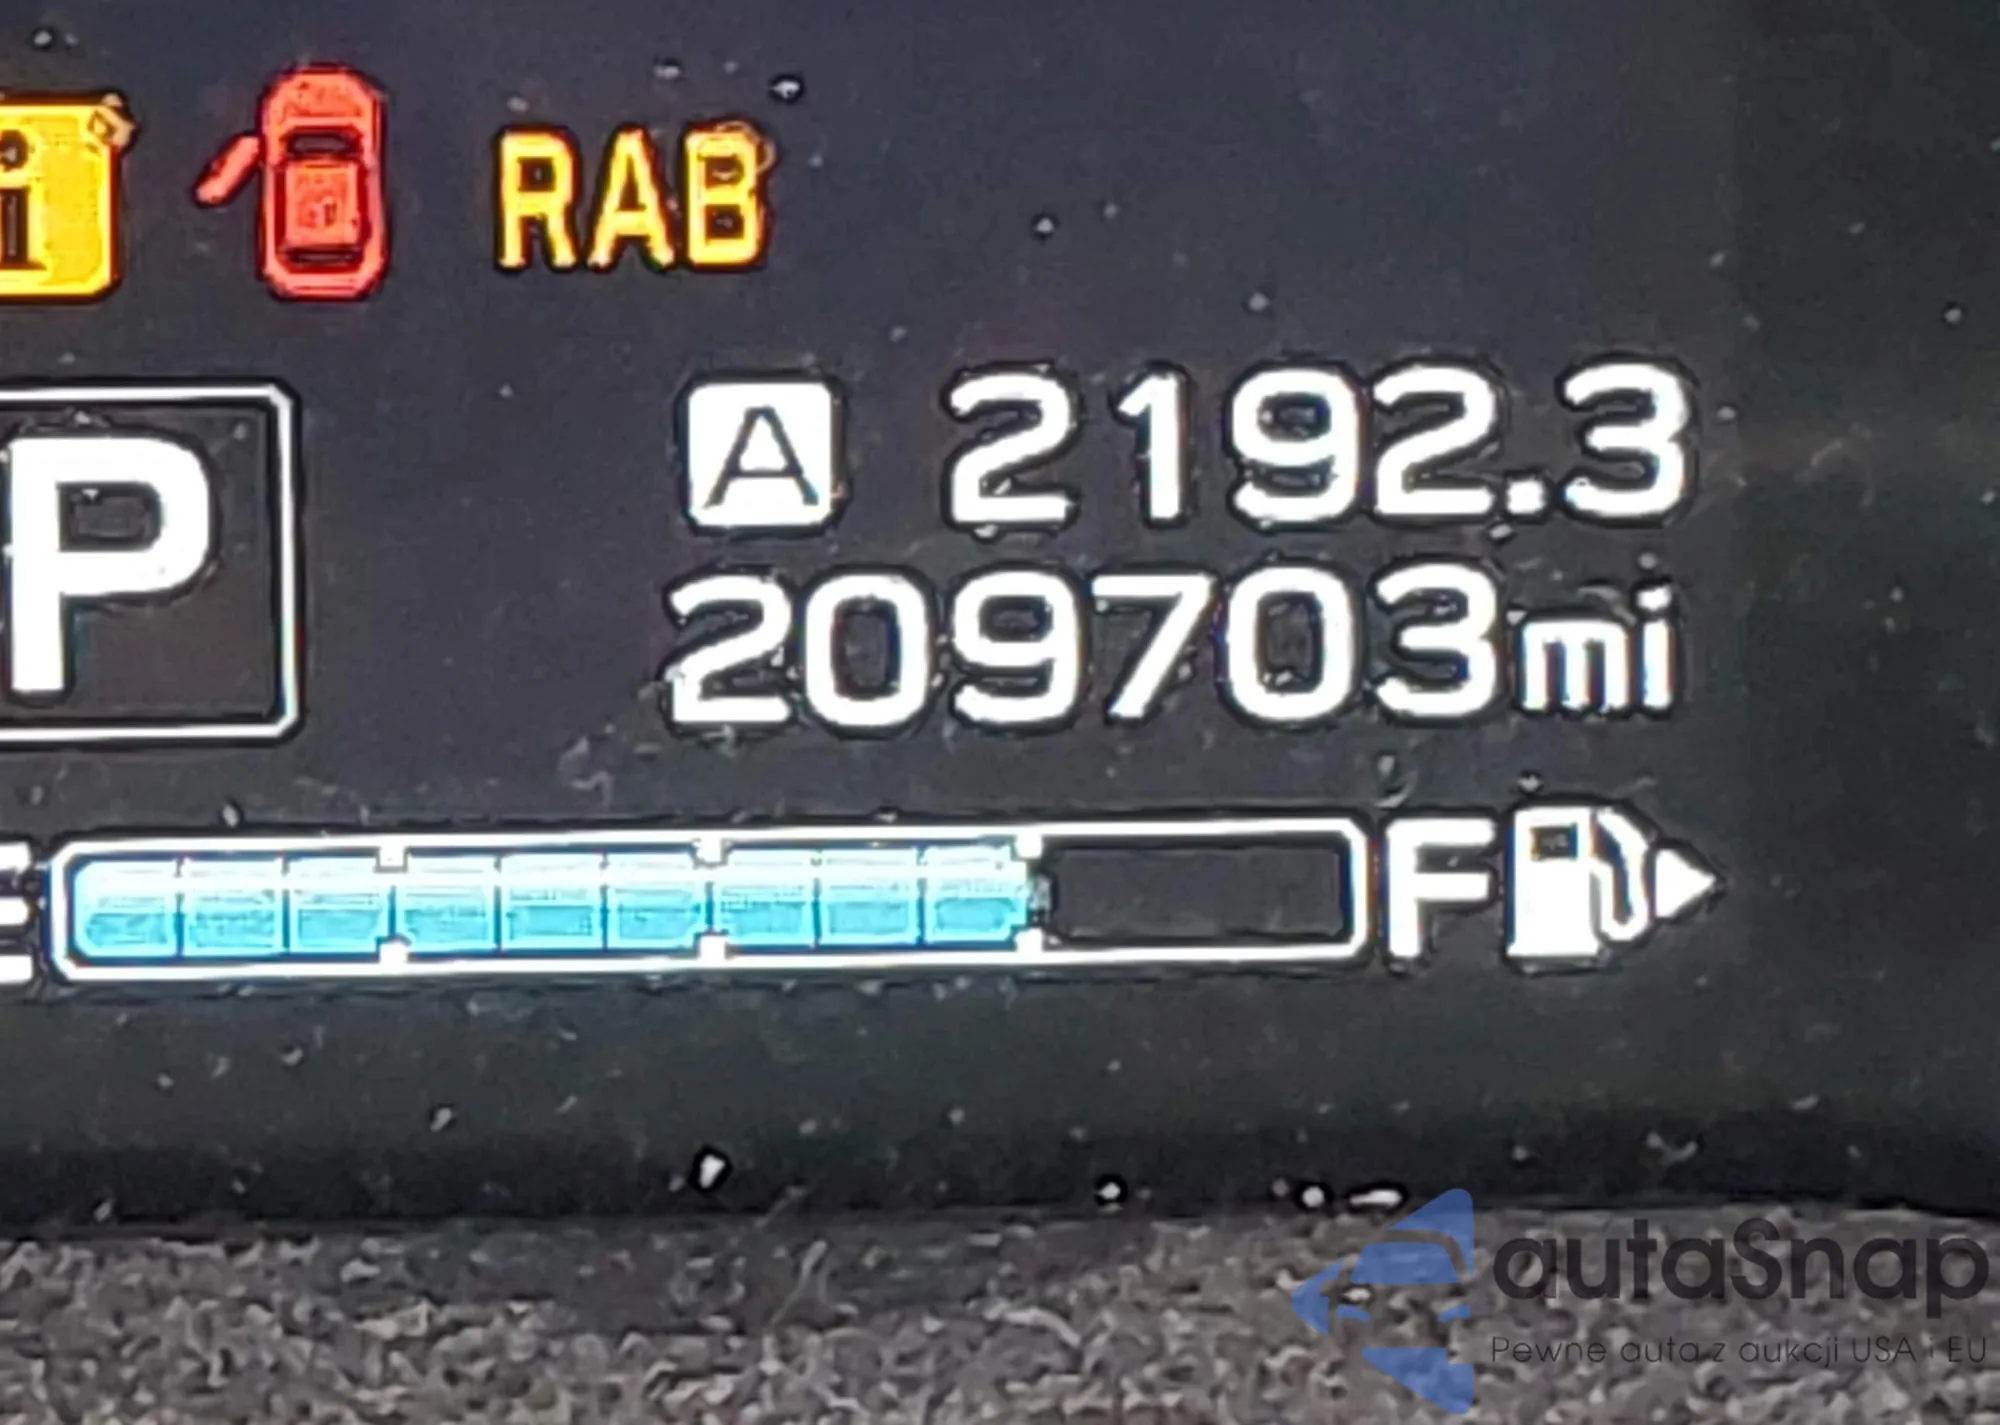 i RAB
P A 2192.3
209703mi
E F
autaSnap
Pewne auta z aukcji USA i EU